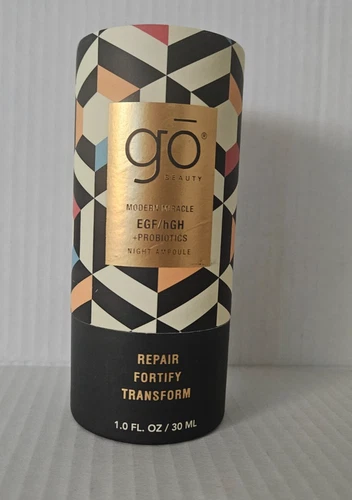 gō®
BEAUTY
MODERN MIRACLE
EGF/hGH
+PROBIOTICS
NIGHT AMPOULE
REPAIR
FORTIFY
TRANSFORM
1.0 FL. OZ / 30 ML